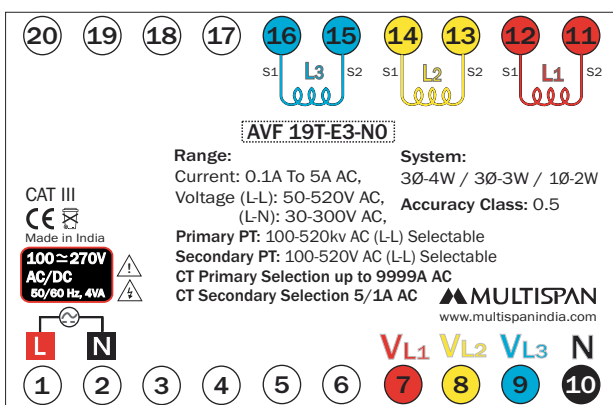 20 19 18 17 16 15 14 13 12 11
S1 L3 S2 S1 L2 S2 S1 L1 S2
AVF 19T-E3-N0
Range:
Current: 0.1A To 5A AC,
Voltage (L-L): 50-520V AC,
(L-N): 30-300V AC,
System:
3Ø-4W / 3Ø-3W / 1Ø-2W
Accuracy Class: 0.5
Primary PT: 100-520kv AC (L-L) Selectable
Secondary PT: 100-520V AC (L-L) Selectable
CT Primary Selection up to 9999A AC
CT Secondary Selection 5/1A AC
CAT III
CE
Made in India
100≃270V
AC/DC
50/60 Hz, 4VA
MULTISPAN
www.multispanindia.com
L N VL1 VL2 VL3 N
1 2 3 4 5 6 7 8 9 10